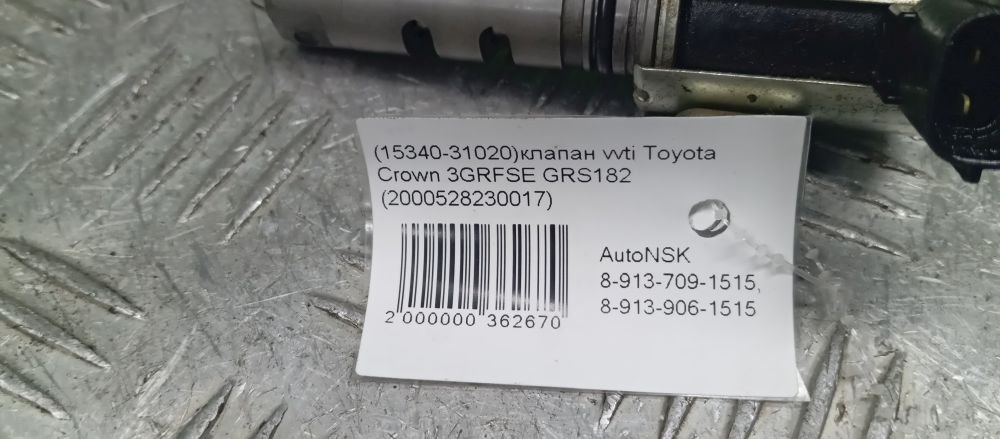 (15340-31020)клапан vvti Toyota
Crown 3GRFSE GRS182
(2000528230017)
AutoNSK
8-913-709-1515,
8-913-906-1515
2 000000 362670